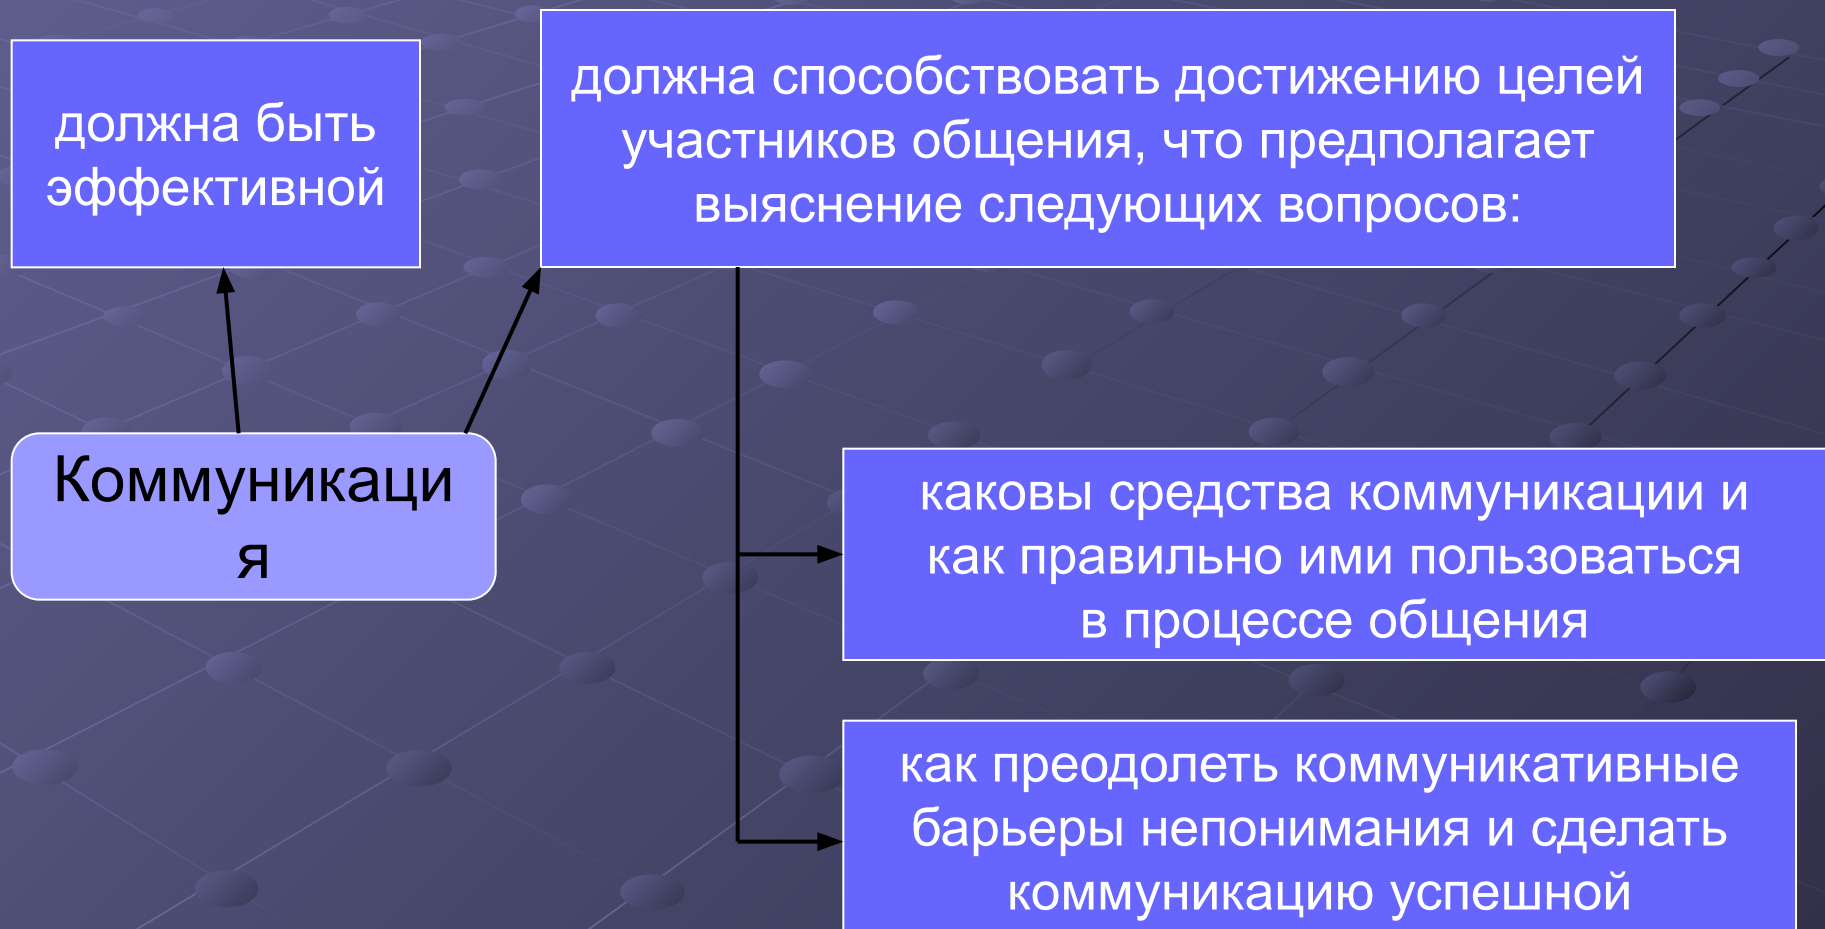 должна быть
эффективной
должна способствовать достижению целей
участников общения, что предполагает
выяснение следующих вопросов:
Коммуникаци
я
каковы средства коммуникации и
как правильно ими пользоваться
в процессе общения
как преодолеть коммуникативные
барьеры непонимания и сделать
коммуникацию успешной